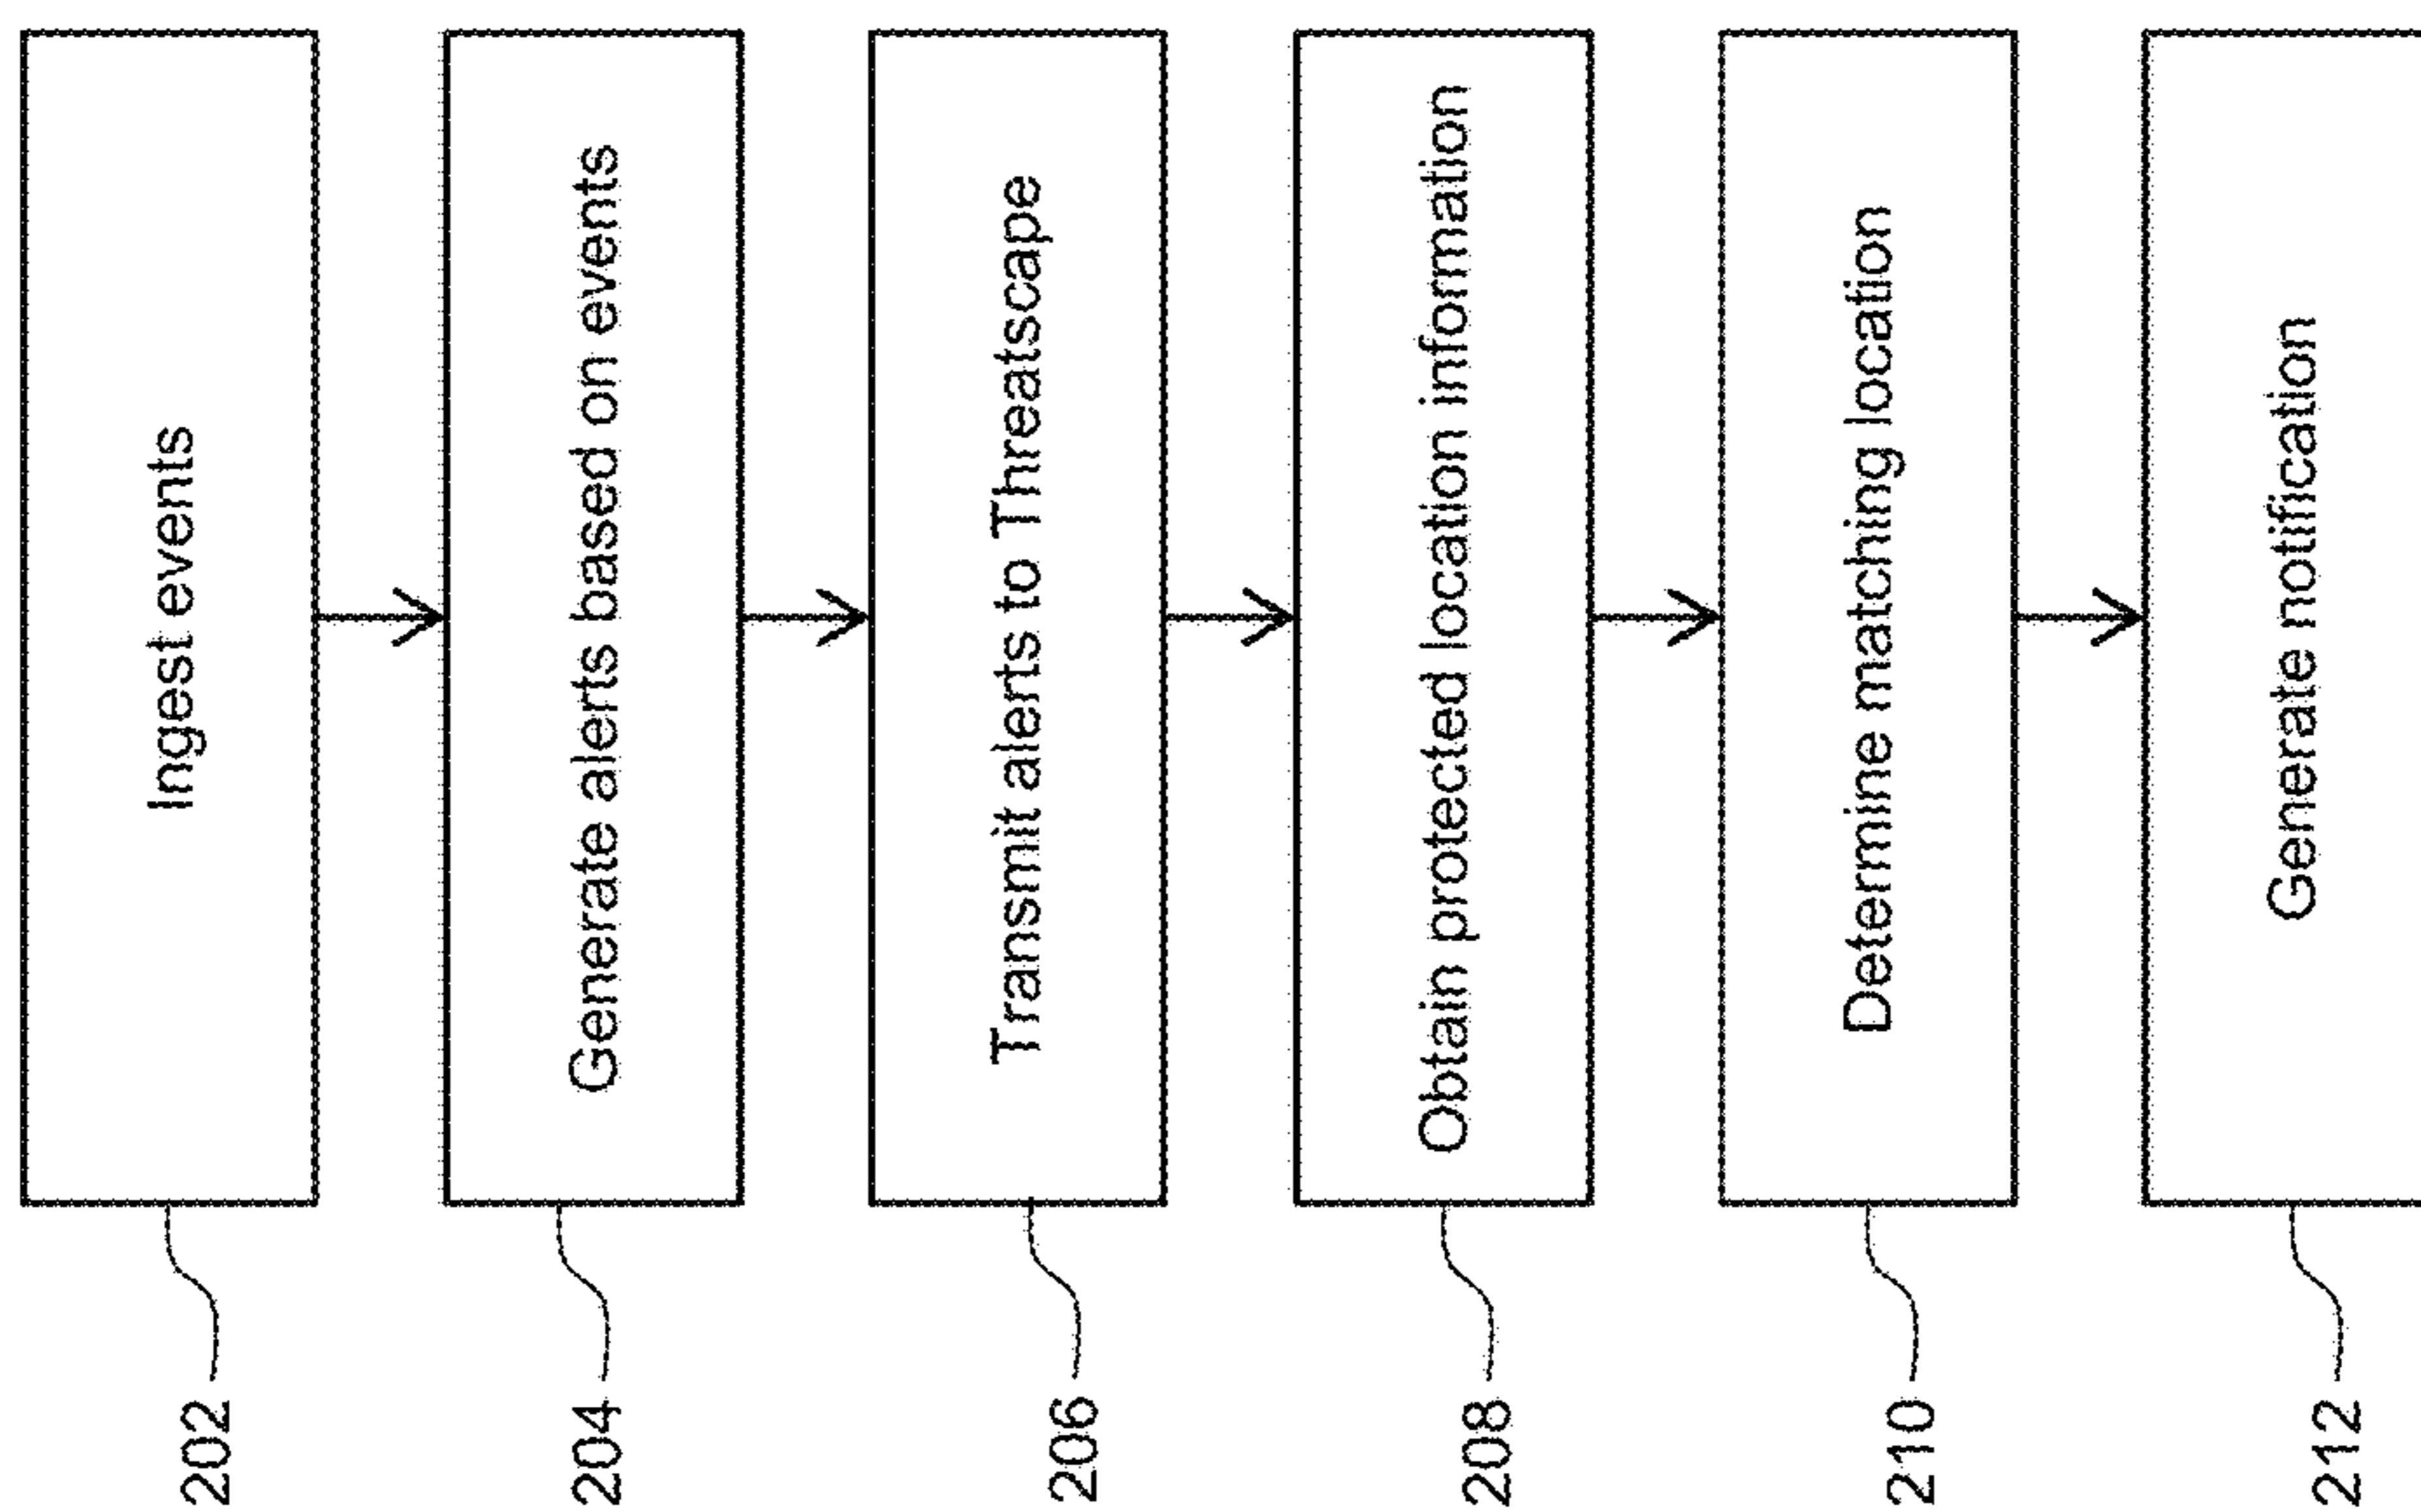 202
Ingest events
204
Generate alerts based on events
206
Transmit alerts to Threatscape
208
Obtain protected location information
210
Determine matching location
212
Generate notification